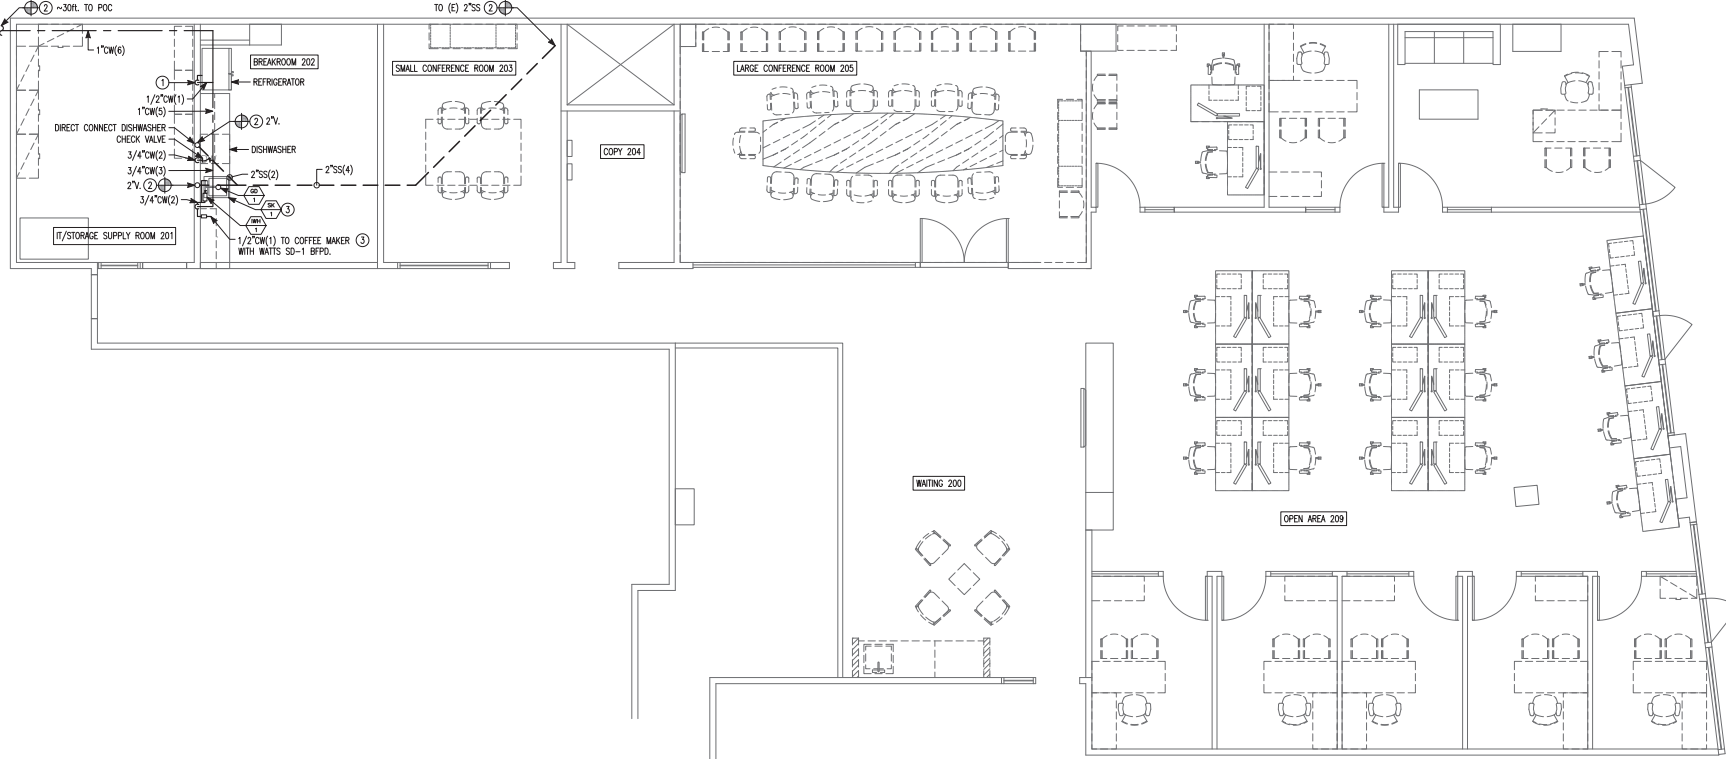 2 ~30ft. TO POC
TO (E) 2"SS 2
1"CW(6)
BREAKROOM 202
SMALL CONFERENCE ROOM 203
LARGE CONFERENCE ROOM 205
1
REFRIGERATOR
1/2"CW(1)
1"CW(5)
2 2"V.
DIRECT CONNECT DISHWASHER
CHECK VALVE
DISHWASHER
COPY 204
3/4"CW(2)
3/4"CW(3)
2"SS(2)
2"SS(4)
2"V. 2
GD
1
3/4"CW(2)
SK
1
3
IWH
1
IT/STORAGE SUPPLY ROOM 201
1/2"CW(1) TO COFFEE MAKER 3
WITH WATTS SD-1 BFPD.
WAITING 200
OPEN AREA 209